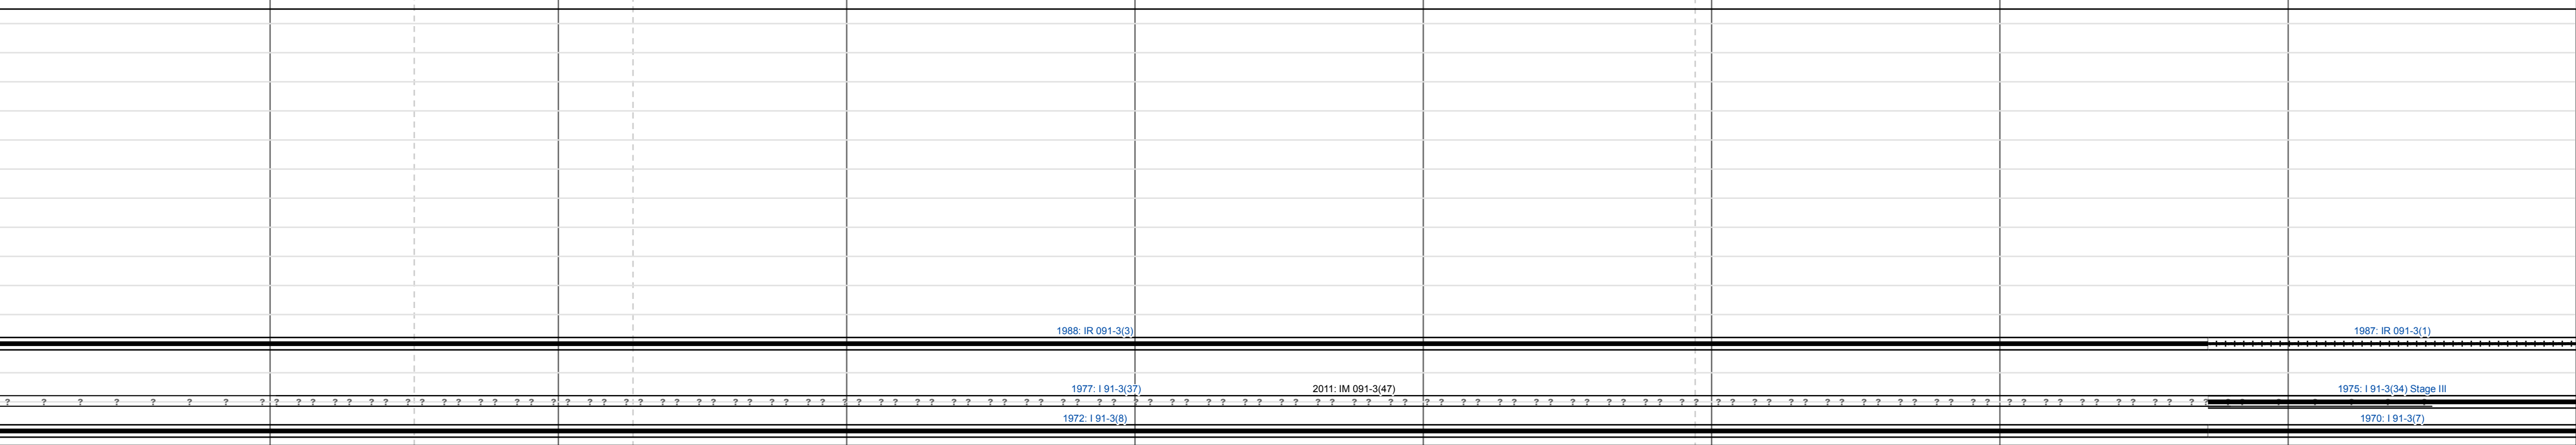 1988: IR 091-3(3)
1987: IR 091-3(1)
1977: I 91-3(37)
2011: IM 091-3(47)
1975: I 91-3(34) Stage III
1972: I 91-3(8)
1970: I 91-3(7)